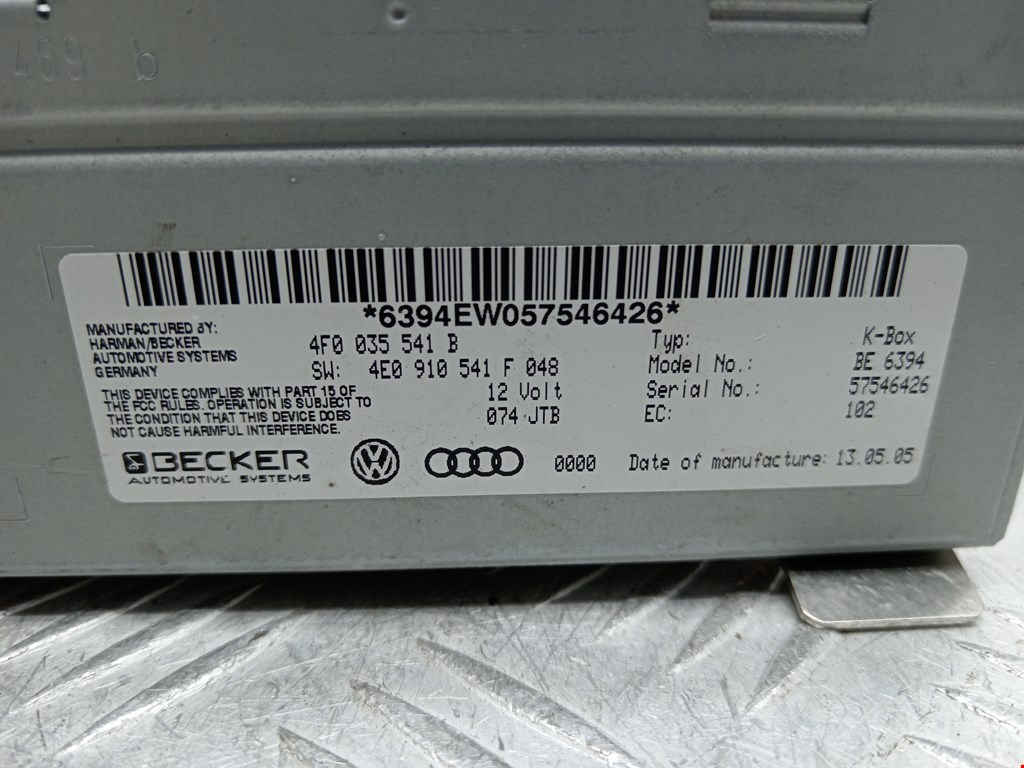 469 b
*6394EW057546426*
MANUFACTURED BY:
HARMAN/BECKER
AUTOMOTIVE SYSTEMS
GERMANY
4F0 035 541 B
SW: 4E0 910 541 F 048
12 Volt
074 JTB
THIS DEVICE COMPLIES WITH PART 15 OF
THE FCC RULES. OPERATION IS SUBJECT TO
THE CONDITION THAT THIS DEVICE DOES
NOT CAUSE HARMFUL INTERFERENCE.
Typ: K-Box
Model No.: BE 6394
Serial No.: 57546426
EC: 102
BECKER
AUTOMOTIVE SYSTEMS
VW
0000
Date of manufacture: 13.05.05